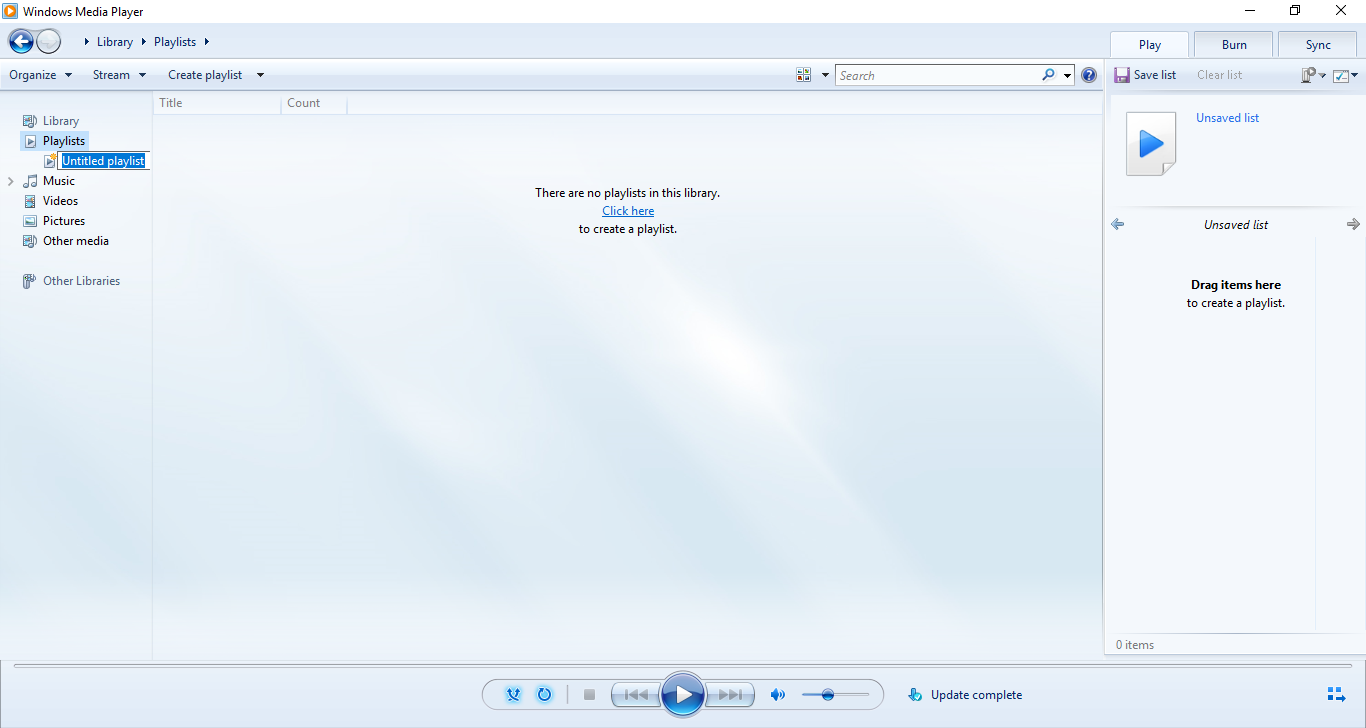 Windows Media Player
Library Playlists
Play Burn Sync
Organize Stream Create playlist
Search
Save list Clear list
Title Count
Library
Playlists
Untitled playlist
Music
Videos
Pictures
Other media
Other Libraries
There are no playlists in this library.
Click here
to create a playlist.
Unsaved list
Unsaved list
Drag items here
to create a playlist.
0 items
Update complete